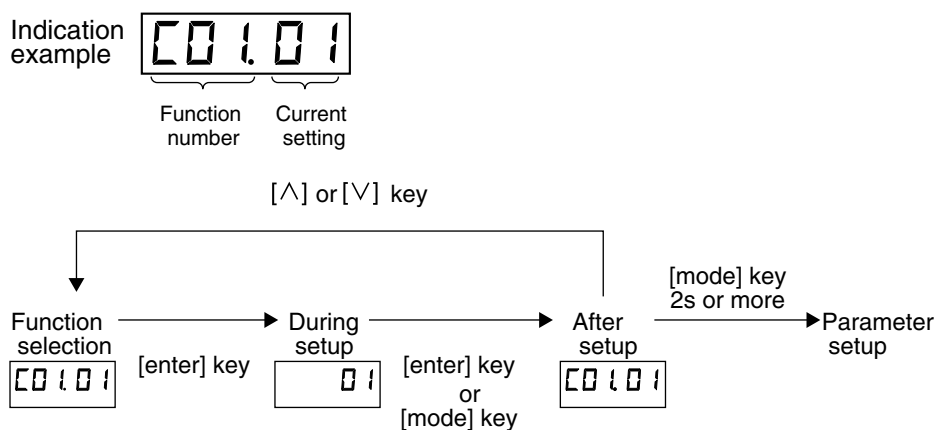 Indication
example
C01.01
Function
number
Current
setting
[∧] or [∨] key
Function
selection
C01.01
[enter] key
During
setup
01
[enter] key
or
[mode] key
After
setup
C01.01
[mode] key
2s or more
Parameter
setup